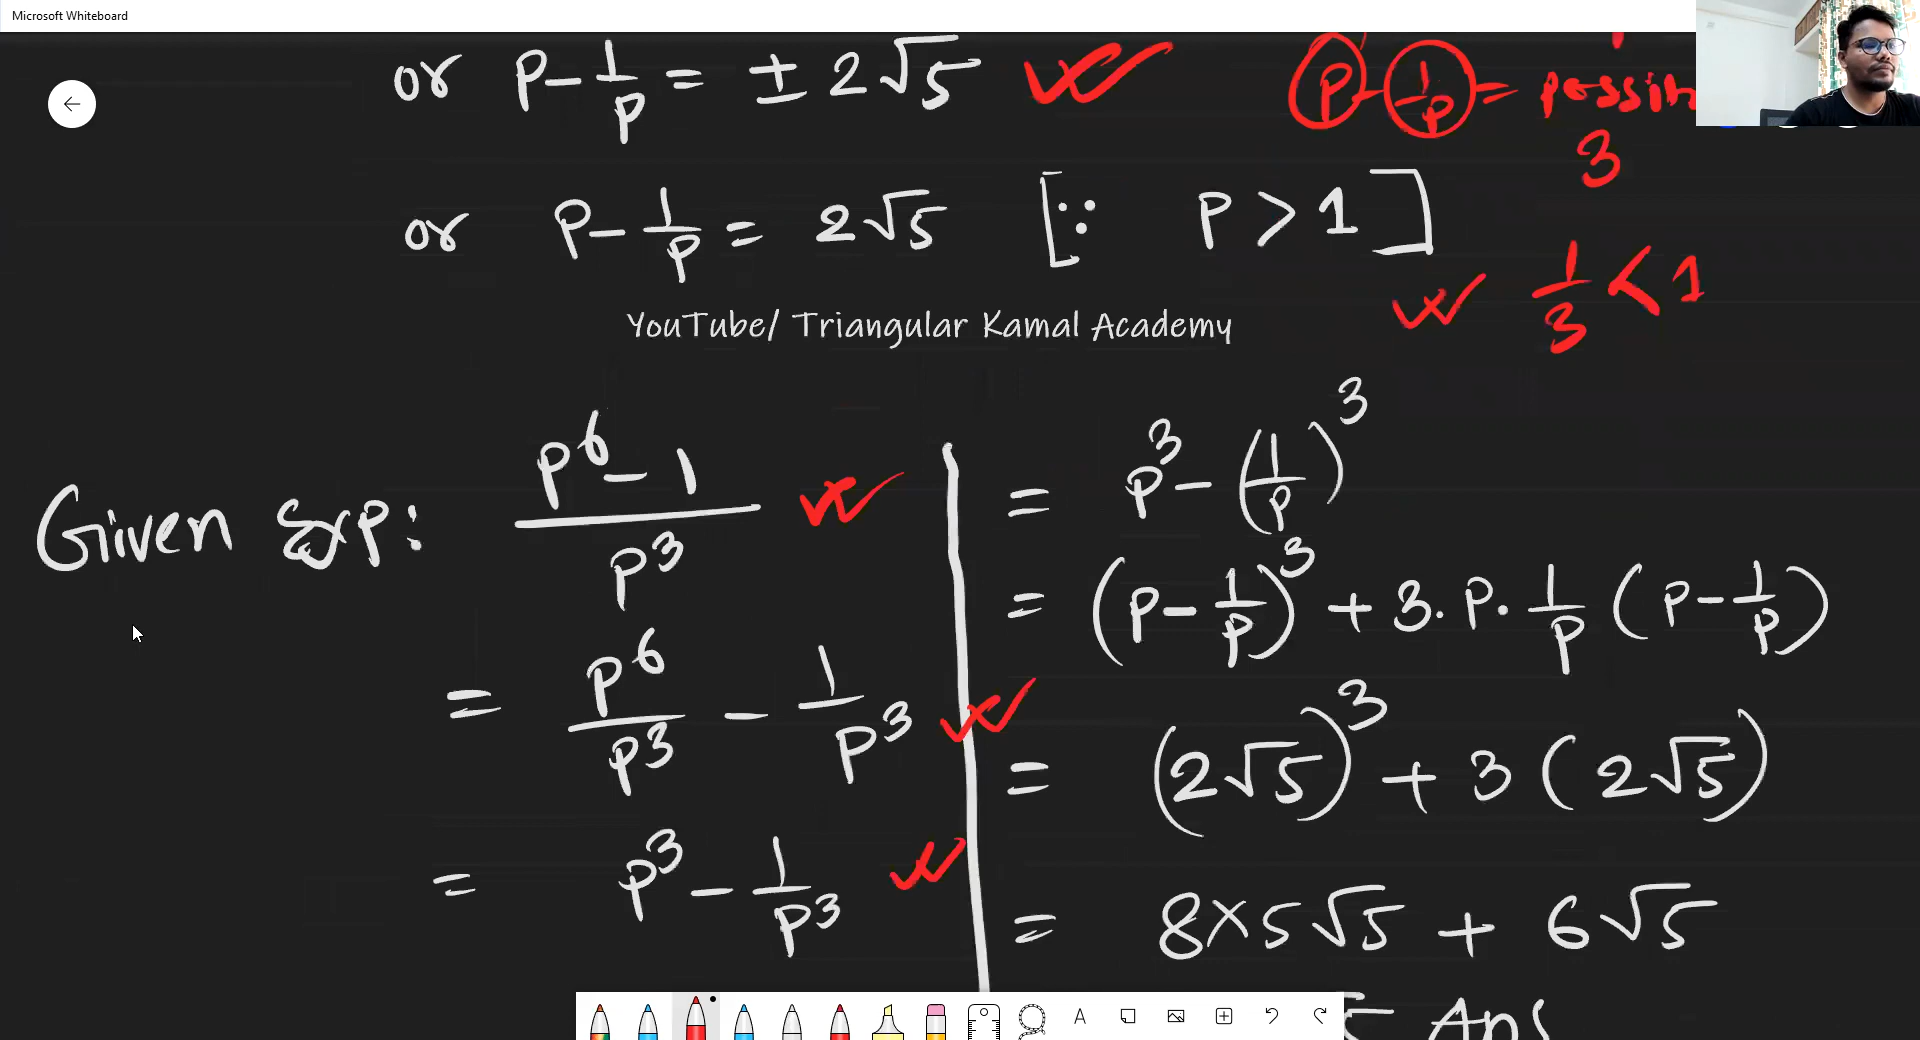 Microsoft Whiteboard
or P - 1/P = ± 2√5
P - 1/P =
3
or P - 1/P = 2√5 [∵ P > 1]
1/3 < 1
YouTube/ Triangular Kamal Academy
Given Exp: P⁶ - 1 / P³
= P⁶/P³ - 1/P³
= P³ - 1/P³
= P³ - (1/P)³
= (P - 1/P)³ + 3. P. 1/P (P - 1/P)
= (2√5)³ + 3 (2√5)
= 8×5√5 + 6√5
Ans